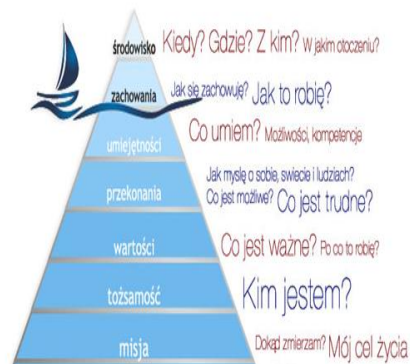 środowisko Kiedy? Gdzie? Z kim? W jakim otoczeniu?
zachowania Jak się zachowuję? Jak to robię?
umiejętności Co umiem? Możliwości, kompetencje
Jak myślę o sobie, świecie i ludziach?
przekonania Co jest możliwe? Co jest trudne?
wartości Co jest ważne? Po co to robię?
tożsamość Kim jestem?
misja Dokąd zmierzam? Mój cel życia